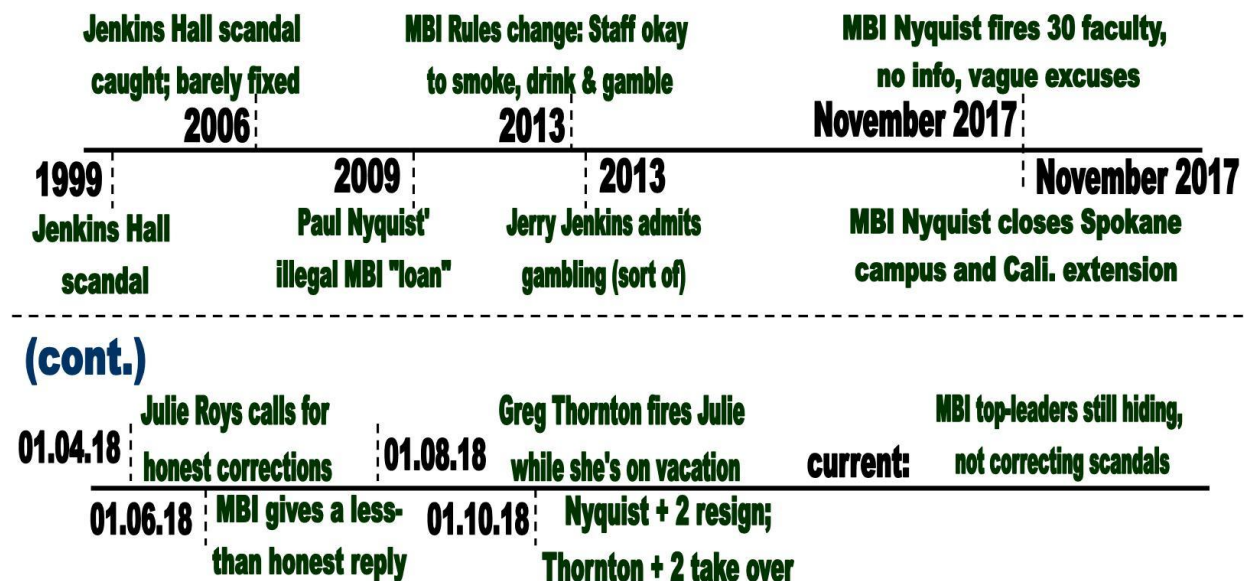 Jenkins Hall scandal
caught; barely fixed
2006
MBI Rules change: Staff okay
to smoke, drink & gamble
2013
MBI Nyquist fires 30 faculty,
no info, vague excuses
November 2017
1999
Jenkins Hall
scandal
2009
Paul Nyquist'
illegal MBI "loan"
2013
Jerry Jenkins admits
gambling (sort of)
November 2017
MBI Nyquist closes Spokane
campus and Cali. extension
(cont.)
01.04.18
Julie Roys calls for
honest corrections
01.08.18
Greg Thornton fires Julie
while she's on vacation
current:
MBI top-leaders still hiding,
not correcting scandals
01.06.18
MBI gives a less-
than honest reply
01.10.18
Nyquist + 2 resign;
Thornton + 2 take over